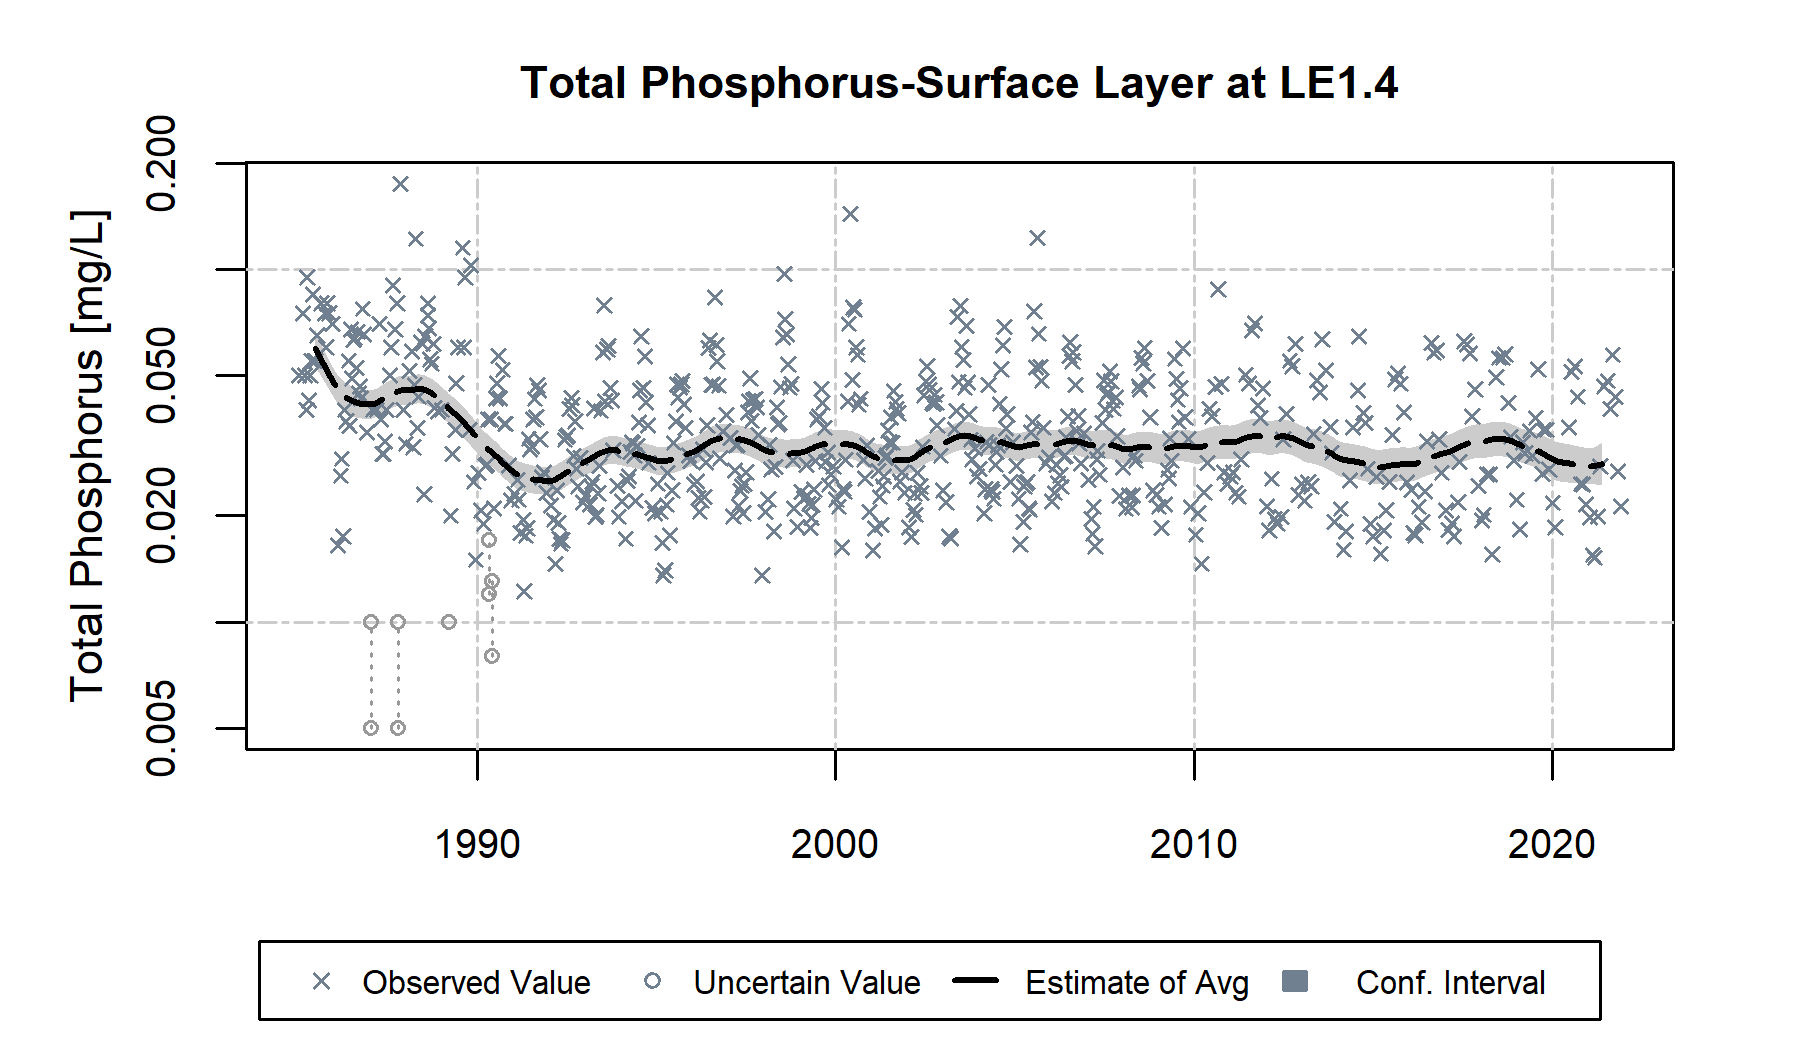 Total Phosphorus-Surface Layer at LE1.4
Total Phosphorus [mg/L]
0.200
0.050
0.020
0.005
1990 2000 2010 2020
Observed Value Uncertain Value Estimate of Avg Conf. Interval